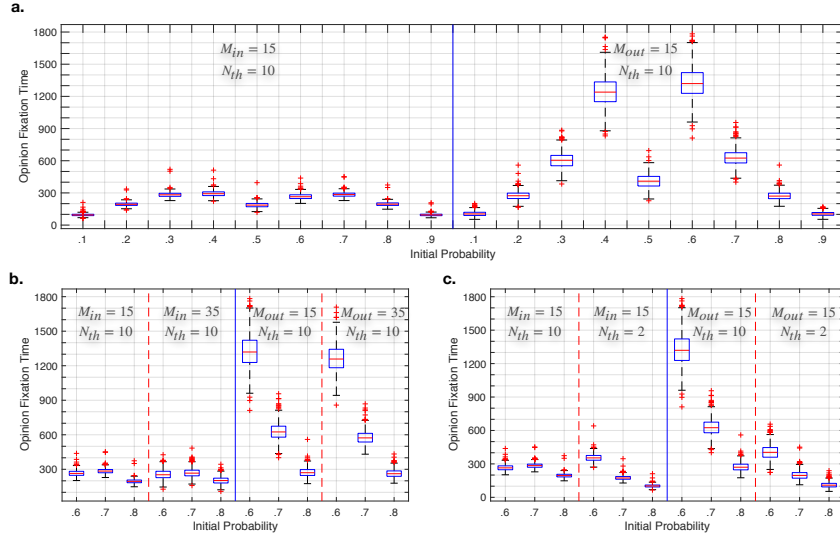 a.
1800
1500
1200
900
600
300
0
Opinion Fixation Time
M_in = 15
N_th = 10
M_out = 15
N_th = 10
.1 .2 .3 .4 .5 .6 .7 .8 .9 .1 .2 .3 .4 .5 .6 .7 .8 .9
Initial Probability
b.
1800
1500
1200
900
600
300
Opinion Fixation Time
M_in = 15 M_in = 35 M_out = 15 M_out = 35
N_th = 10 N_th = 10 N_th = 10 N_th = 10
.6 .7 .8 .6 .7 .8 .6 .7 .8 .6 .7 .8
Initial Probability
c.
1800
1500
1200
900
600
300
0
Opinion Fixation Time
M_in = 15 M_in = 15 M_out = 15 M_out = 15
N_th = 10 N_th = 2 N_th = 10 N_th = 2
.6 .7 .8 .6 .7 .8 .6 .7 .8 .6 .7 .8
Initial Probability